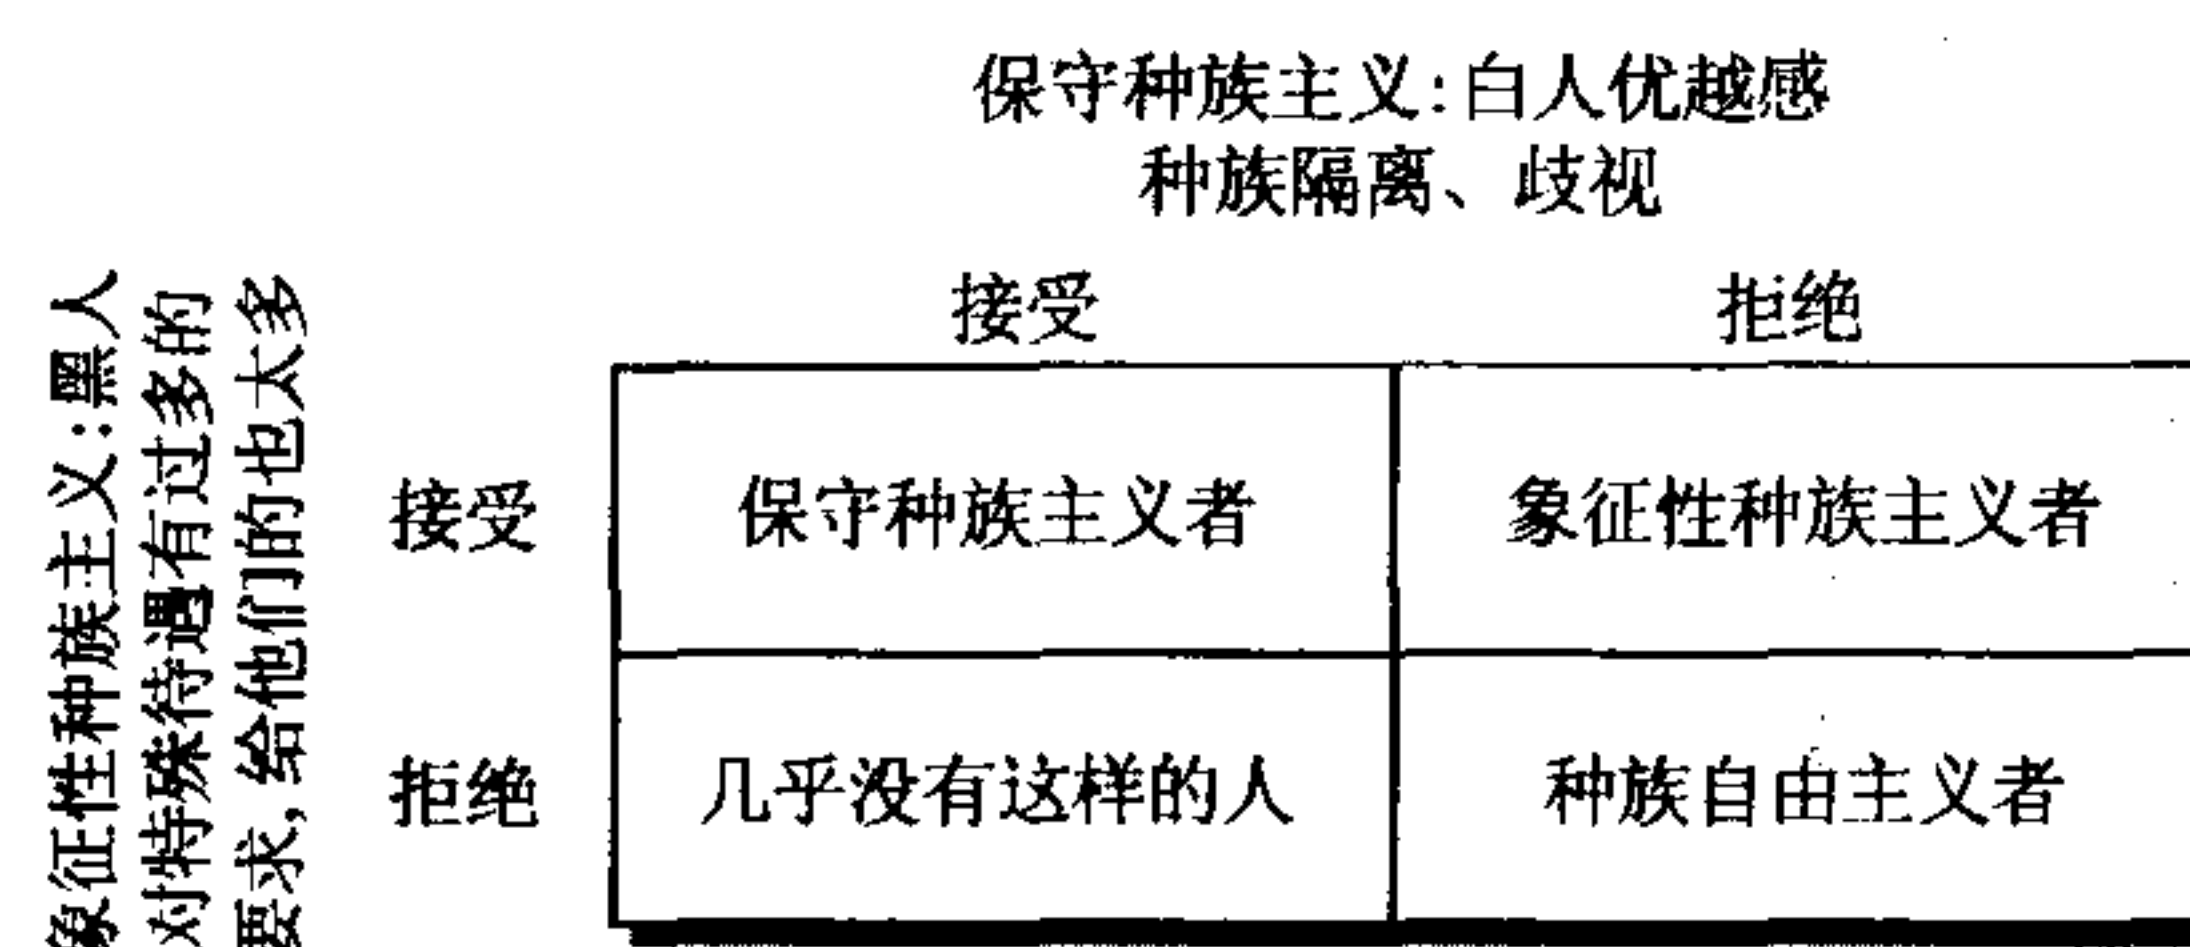 保守种族主义:白人优越感
种族隔离、歧视
接受
拒绝
象征性种族主义:黑人
对特殊待遇有过多的
要求,给他们的也太多
接受
保守种族主义者
象征性种族主义者
拒绝
几乎没有这样的人
种族自由主义者